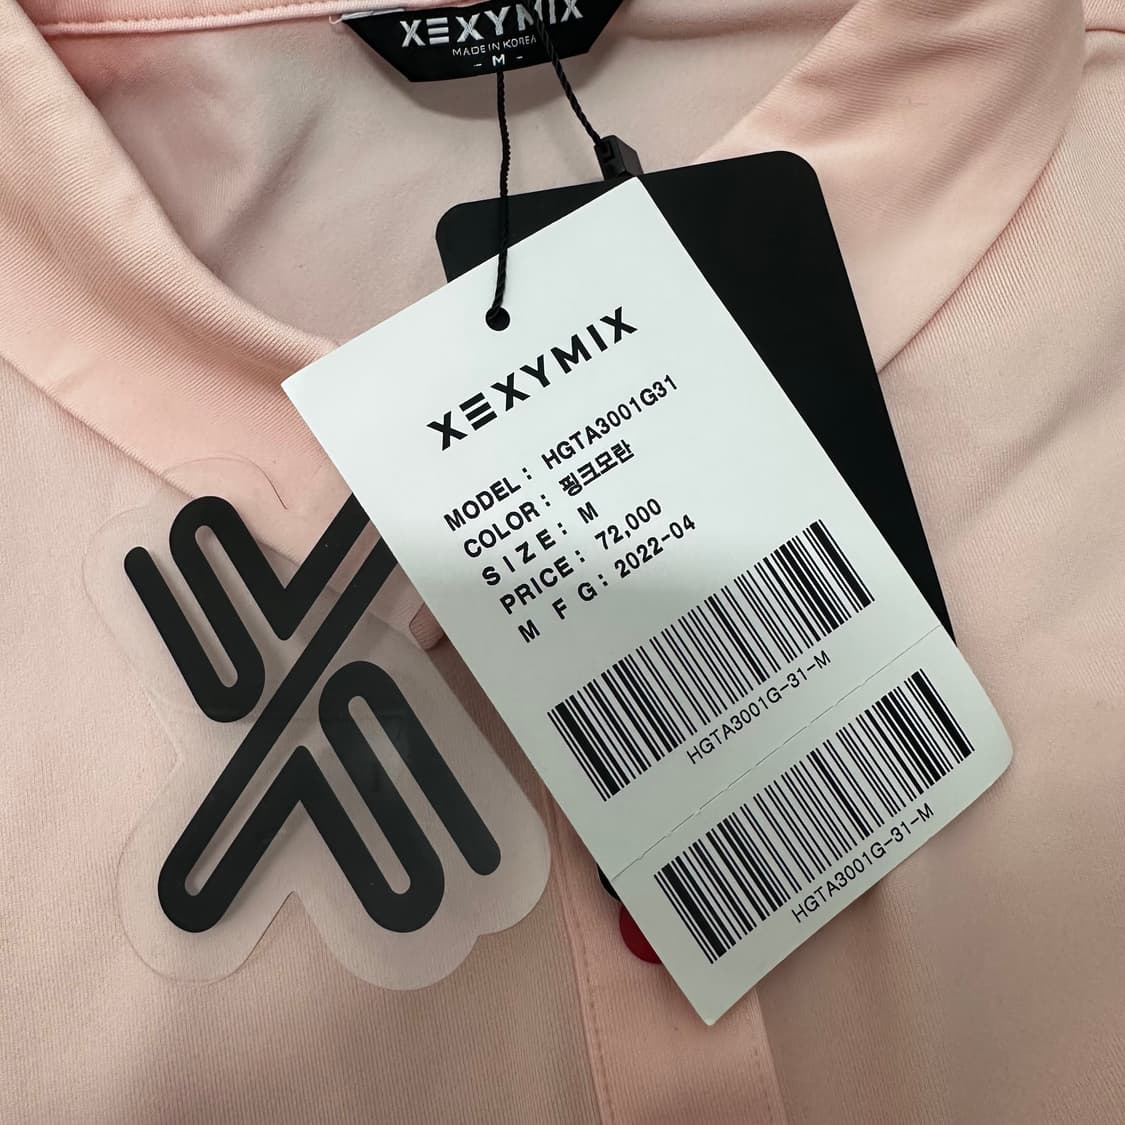 XEXYMIX
MADE IN KOREA
- M -
XEXYMIX
MODEL : HGTA3001G31
COLOR : 핑크모란
SIZE : M
PRICE : 72,000
MFG : 2022-04
HGTA3001G-31-M
HGTA3001G-31-M